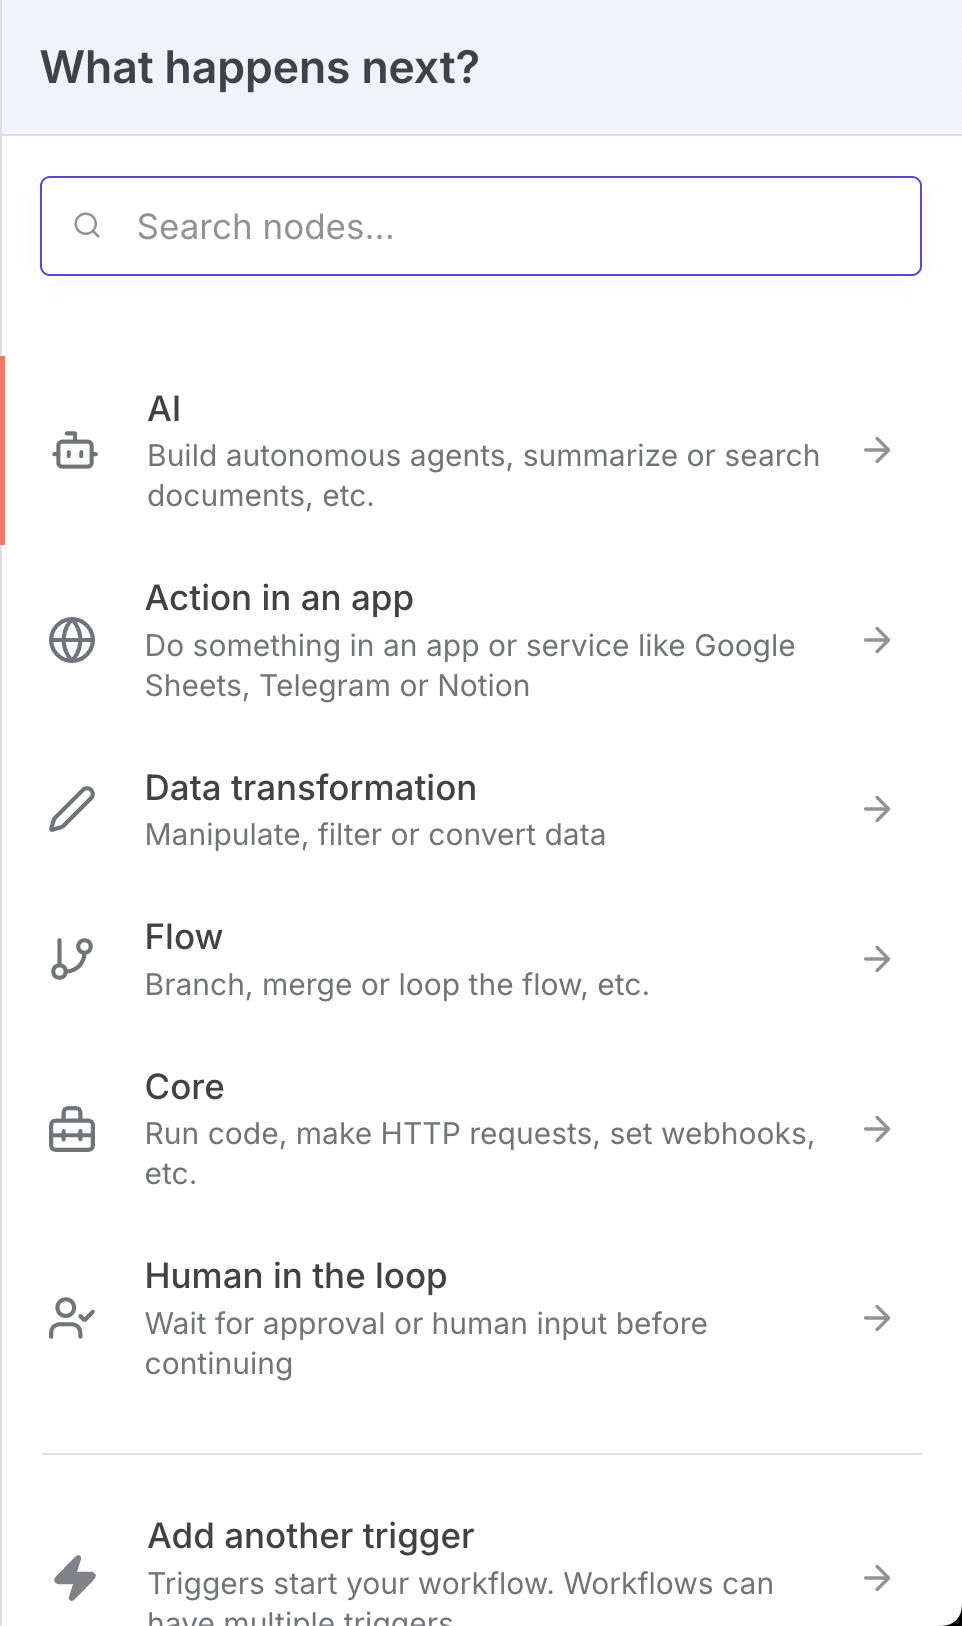 What happens next?
Search nodes...
AI
Build autonomous agents, summarize or search
documents, etc.
Action in an app
Do something in an app or service like Google
Sheets, Telegram or Notion
Data transformation
Manipulate, filter or convert data
Flow
Branch, merge or loop the flow, etc.
Core
Run code, make HTTP requests, set webhooks,
etc.
Human in the loop
Wait for approval or human input before
continuing
Add another trigger
Triggers start your workflow. Workflows can
have multiple triggers